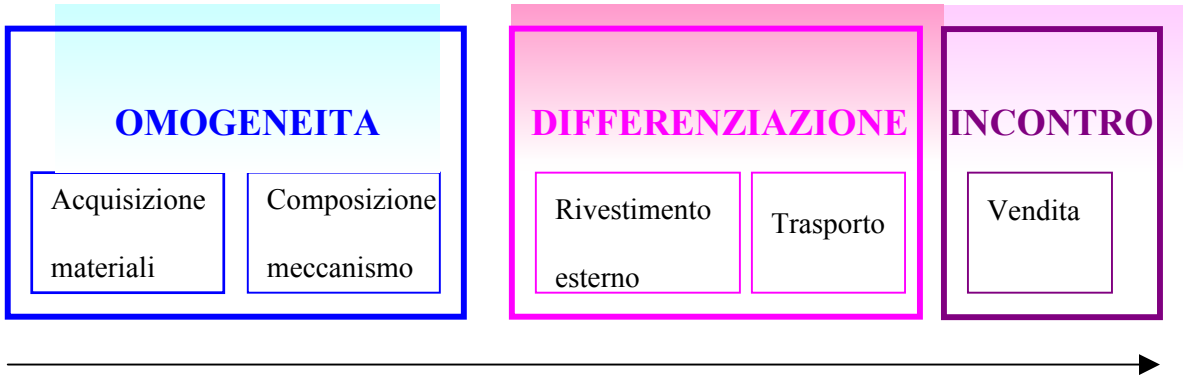 OMOGENEITA
DIFFERENZIAZIONE
INCONTRO
Acquisizione
materiali
Composizione
meccanismo
Rivestimento
esterno
Trasporto
Vendita